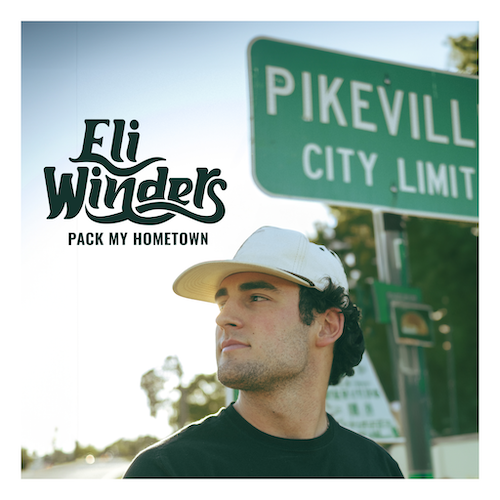 Eli
Winders
PACK MY HOMETOWN
PIKEVILL
CITY LIMIT